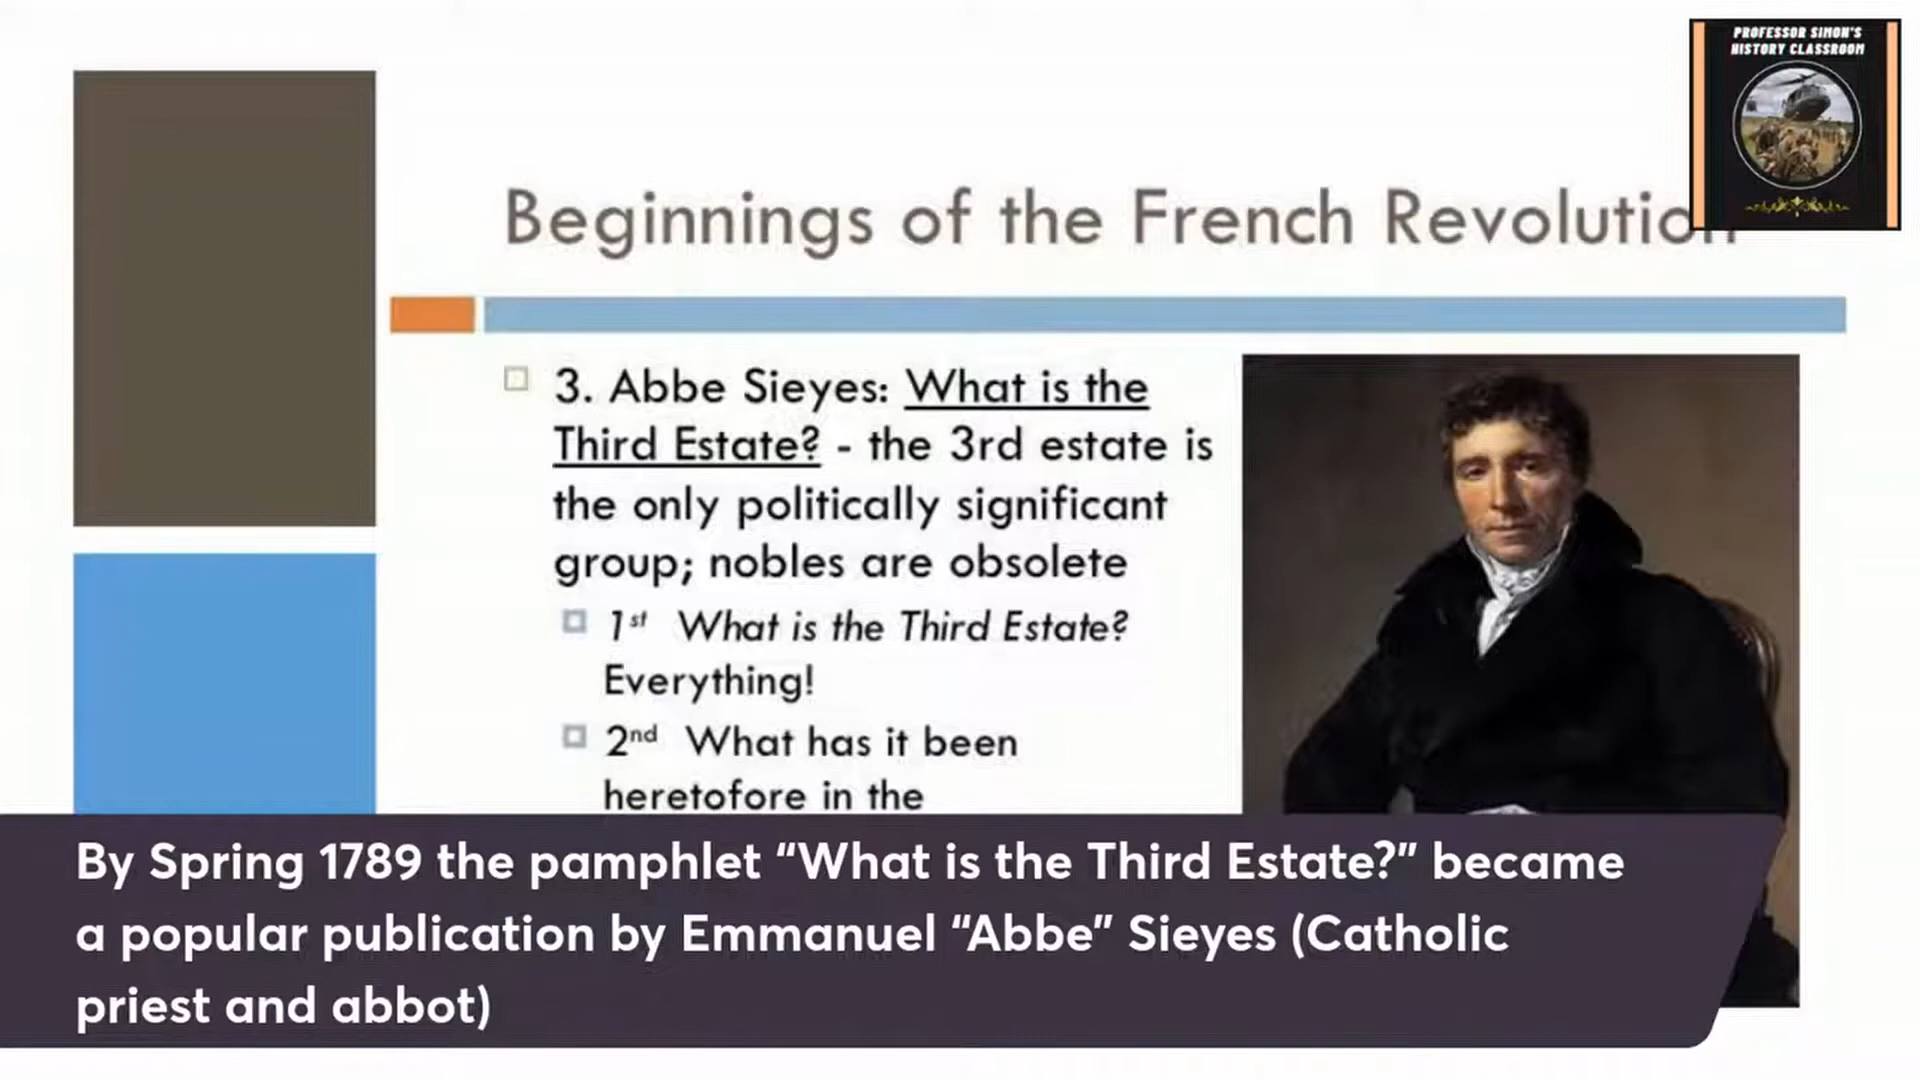 PROFESSOR SIMON'S
HISTORY CLASSROOM
Beginnings of the French Revolution
3. Abbe Sieyes: What is the
Third Estate? - the 3rd estate is
the only politically significant
group; nobles are obsolete
1st What is the Third Estate?
Everything!
2nd What has it been
heretofore in the
By Spring 1789 the pamphlet “What is the Third Estate?” became
a popular publication by Emmanuel “Abbe” Sieyes (Catholic
priest and abbot)